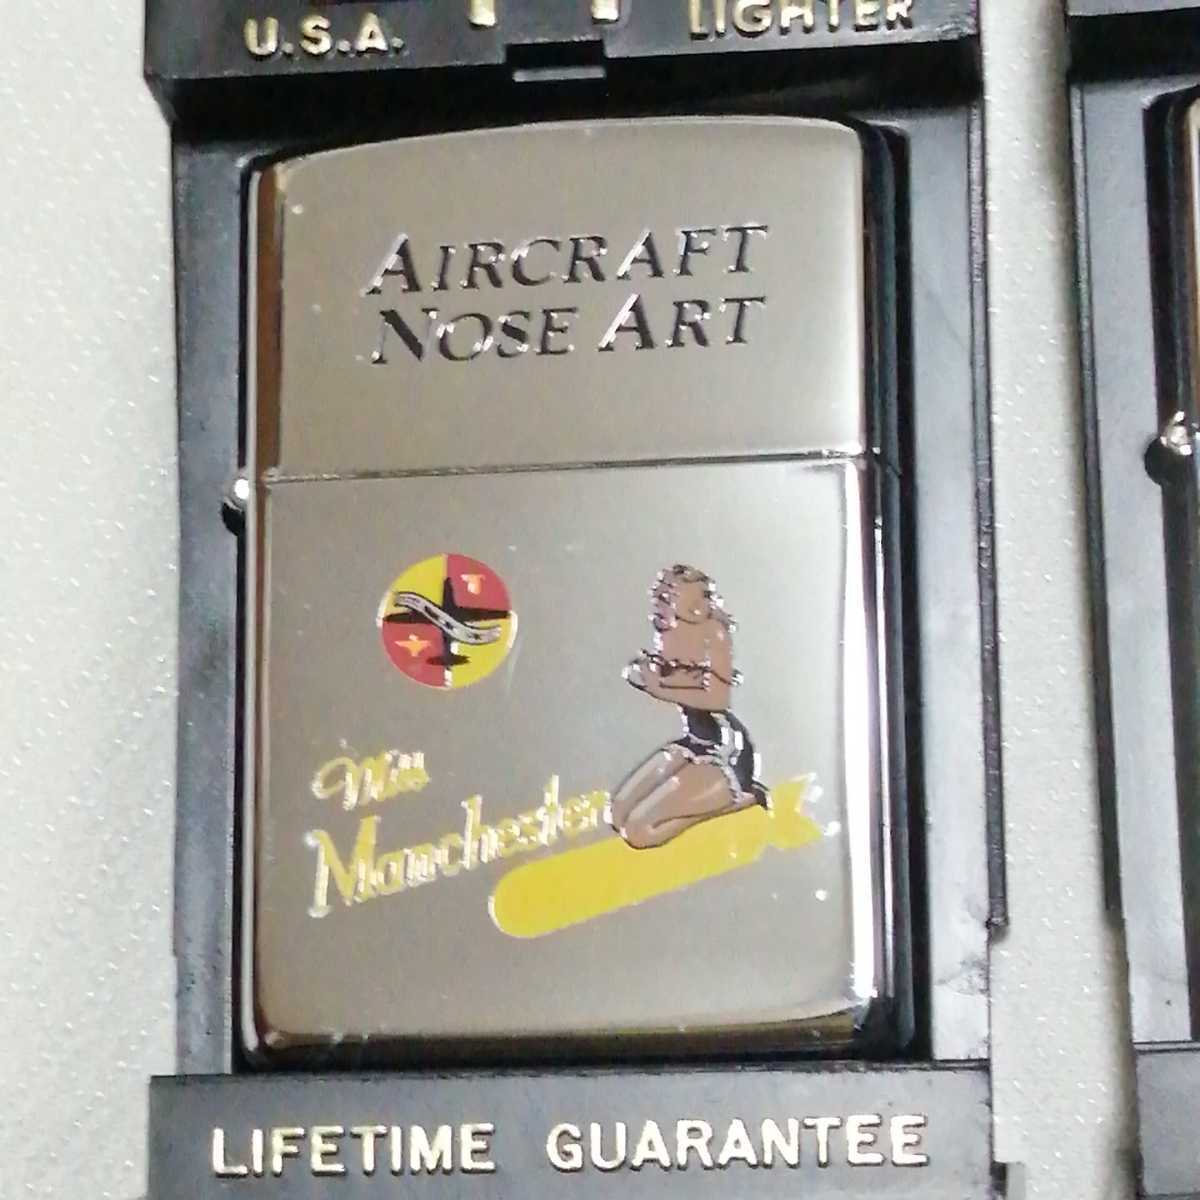 U.S.A. LIGHTER
AIRCRAFT
NOSE ART
Miss
Manchester
LIFETIME GUARANTEE